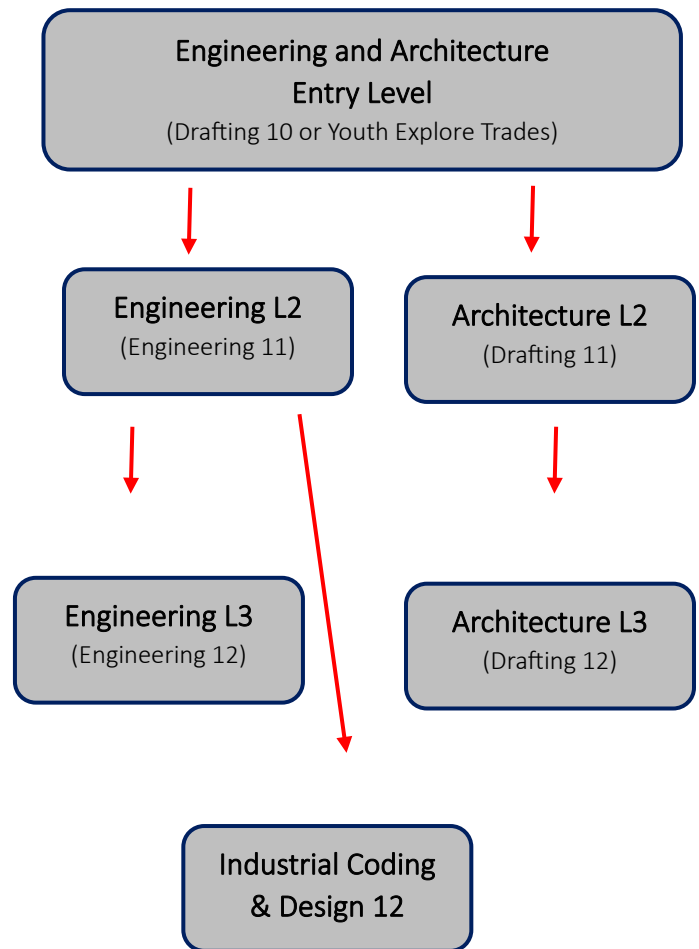 Engineering and Architecture
Entry Level
(Drafting 10 or Youth Explore Trades)
Engineering L2
(Engineering 11)
Architecture L2
(Drafting 11)
Engineering L3
(Engineering 12)
Architecture L3
(Drafting 12)
Industrial Coding
& Design 12